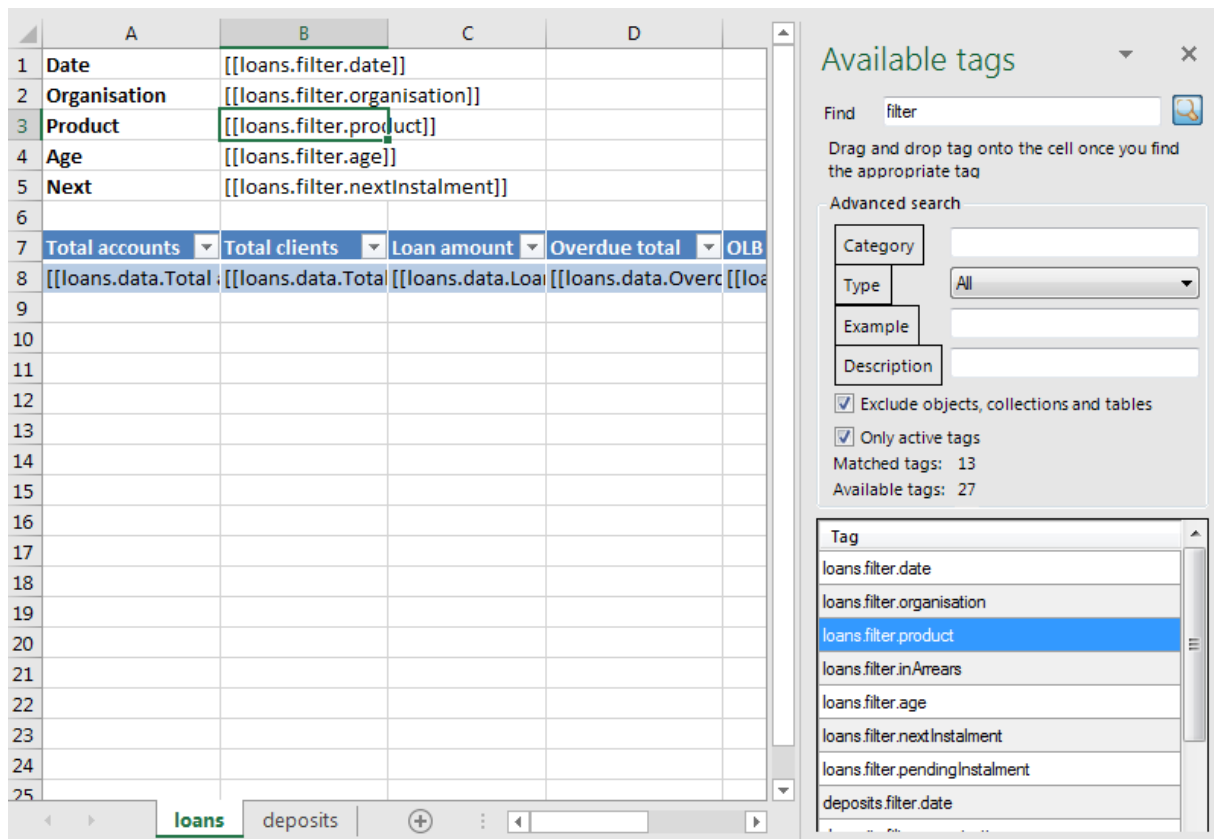 A B C D
1 Date [[loans.filter.date]]
2 Organisation [[loans.filter.organisation]]
3 Product [[loans.filter.product]]
4 Age [[loans.filter.age]]
5 Next [[loans.filter.nextInstalment]]
6
7 Total accounts Total clients Loan amount Overdue total OLB
8 [[loans.data.Total [[loans.data.Total [[loans.data.Loan [[loans.data.Overd [[loa
9
10
11
12
13
14
15
16
17
18
19
20
21
22
23
24
25
loans deposits
Available tags
Find filter
Drag and drop tag onto the cell once you find
the appropriate tag
Advanced search
Category
Type All
Example
Description
Exclude objects, collections and tables
Only active tags
Matched tags: 13
Available tags: 27
Tag
loans.filter.date
loans.filter.organisation
loans.filter.product
loans.filter.inArrears
loans.filter.age
loans.filter.nextInstalment
loans.filter.pendingInstalment
deposits.filter.date